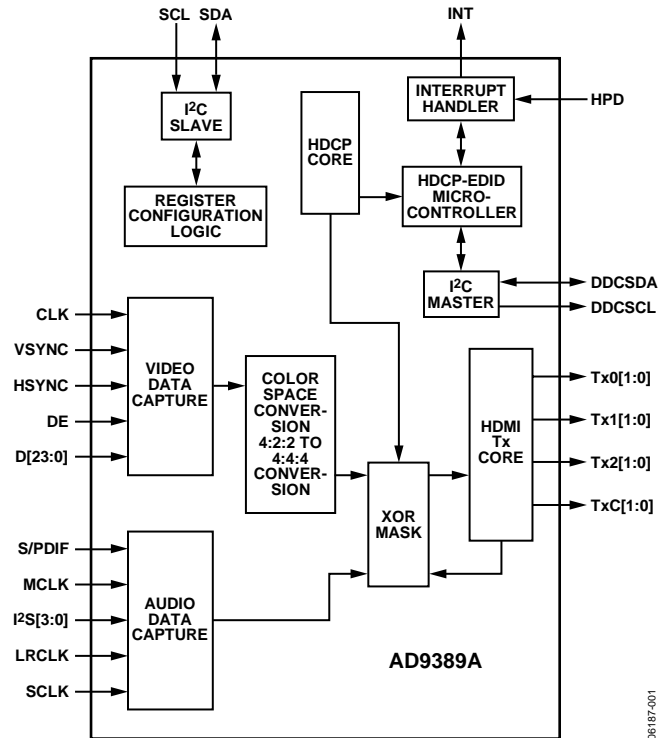 SCL SDA
INT
I²C
SLAVE
INTERRUPT
HANDLER
HPD
HDCP
CORE
HDCP-EDID
MICRO-
CONTROLLER
REGISTER
CONFIGURATION
LOGIC
I²C
MASTER
DDCSDA
DDCSCL
CLK
VSYNC
HSYNC
DE
D[23:0]
VIDEO
DATA
CAPTURE
COLOR
SPACE
CONVER-
SION
4:2:2 TO
4:4:4
CONVER-
SION
HDMI
Tx
CORE
Tx0[1:0]
Tx1[1:0]
Tx2[1:0]
TxC[1:0]
XOR
MASK
S/PDIF
MCLK
I²S[3:0]
LRCLK
SCLK
AUDIO
DATA
CAPTURE
AD9389A
06187-001